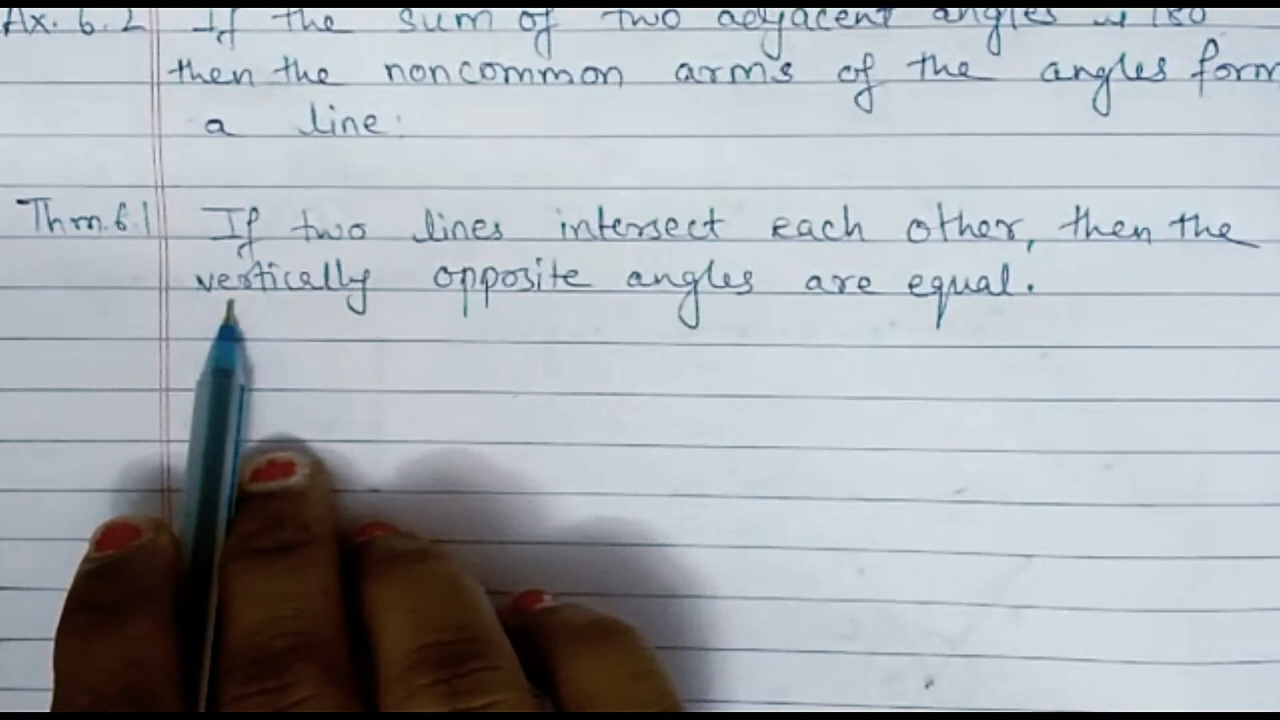 Ax. 6.2 If the sum of two adjacent angles is 180
then the noncommon arms of the angles form
a line.
Thm. 6.1 If two lines intersect each other, then the
vertically opposite angles are equal.